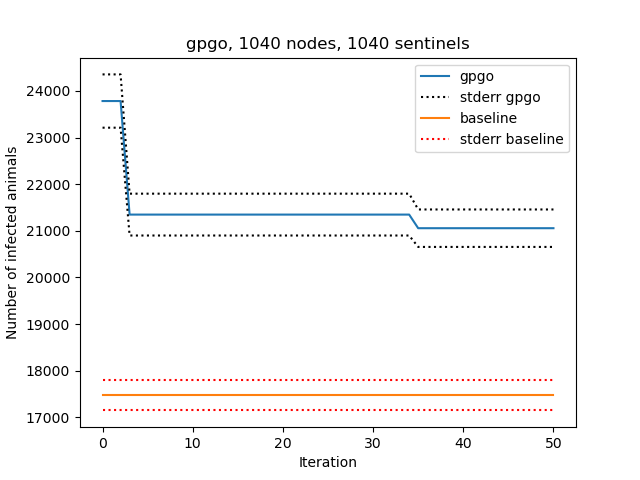 gpgo, 1040 nodes, 1040 sentinels
gpgo
stderr gpgo
baseline
stderr baseline
Number of infected animals
24000
23000
22000
21000
20000
19000
18000
17000
0 10 20 30 40 50
Iteration